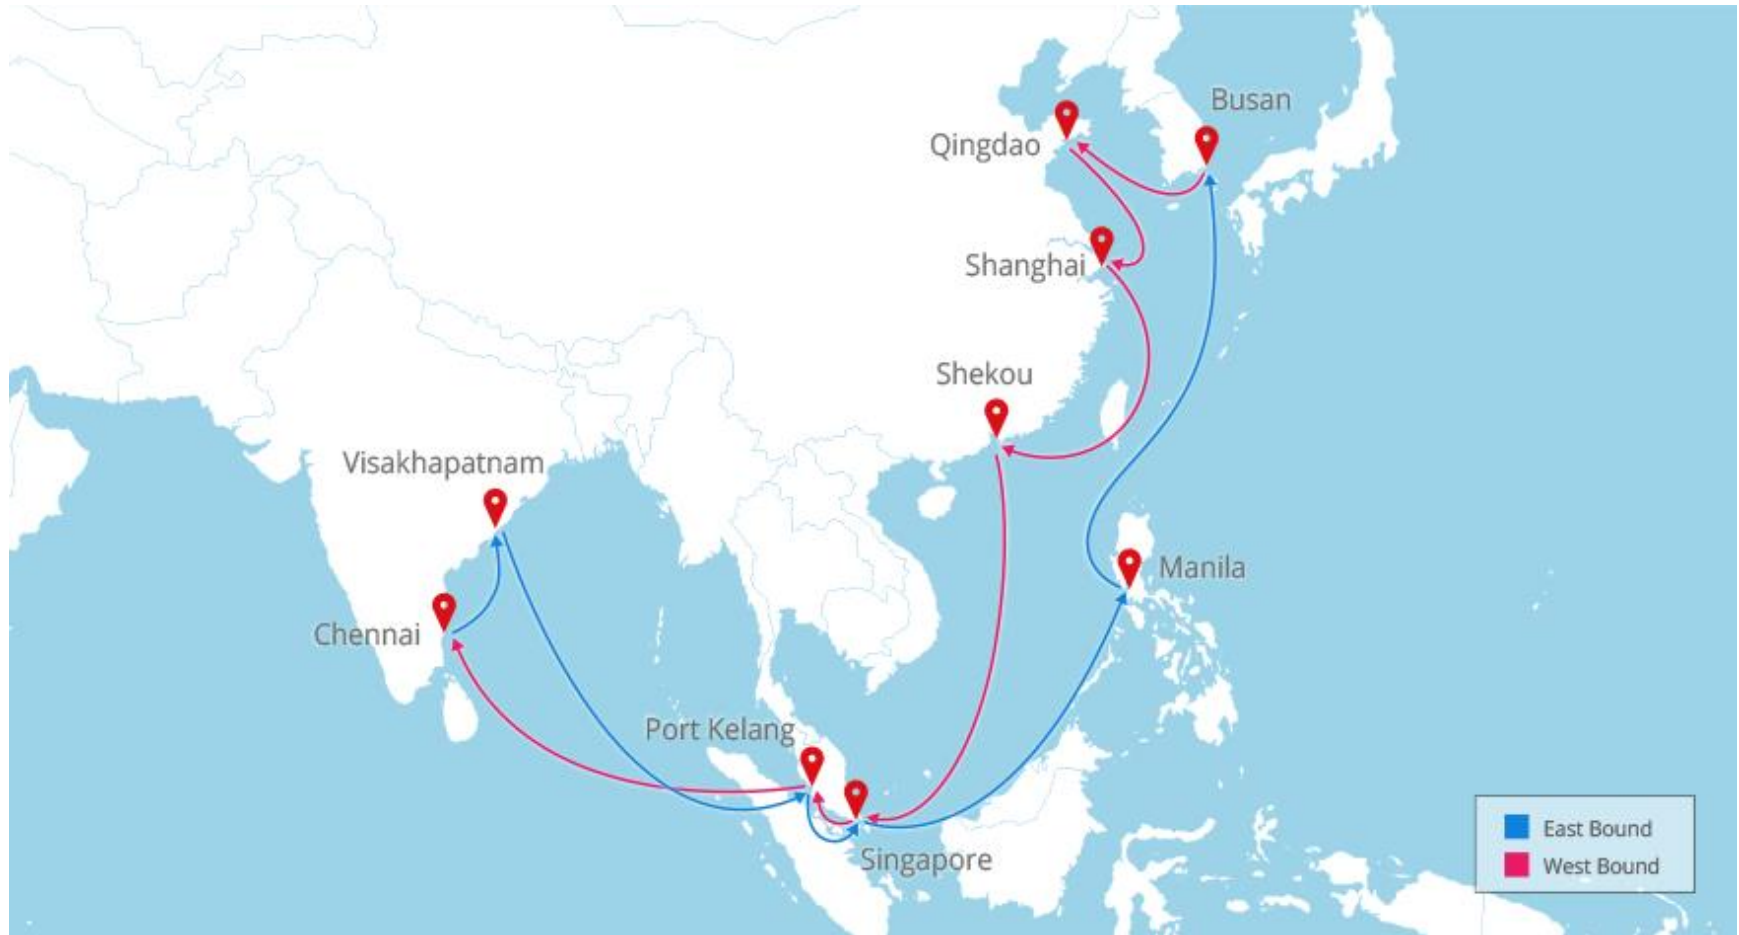 Busan
Qingdao
Shanghai
Shekou
Visakhapatnam
Manila
Chennai
Port Kelang
Singapore
East Bound
West Bound